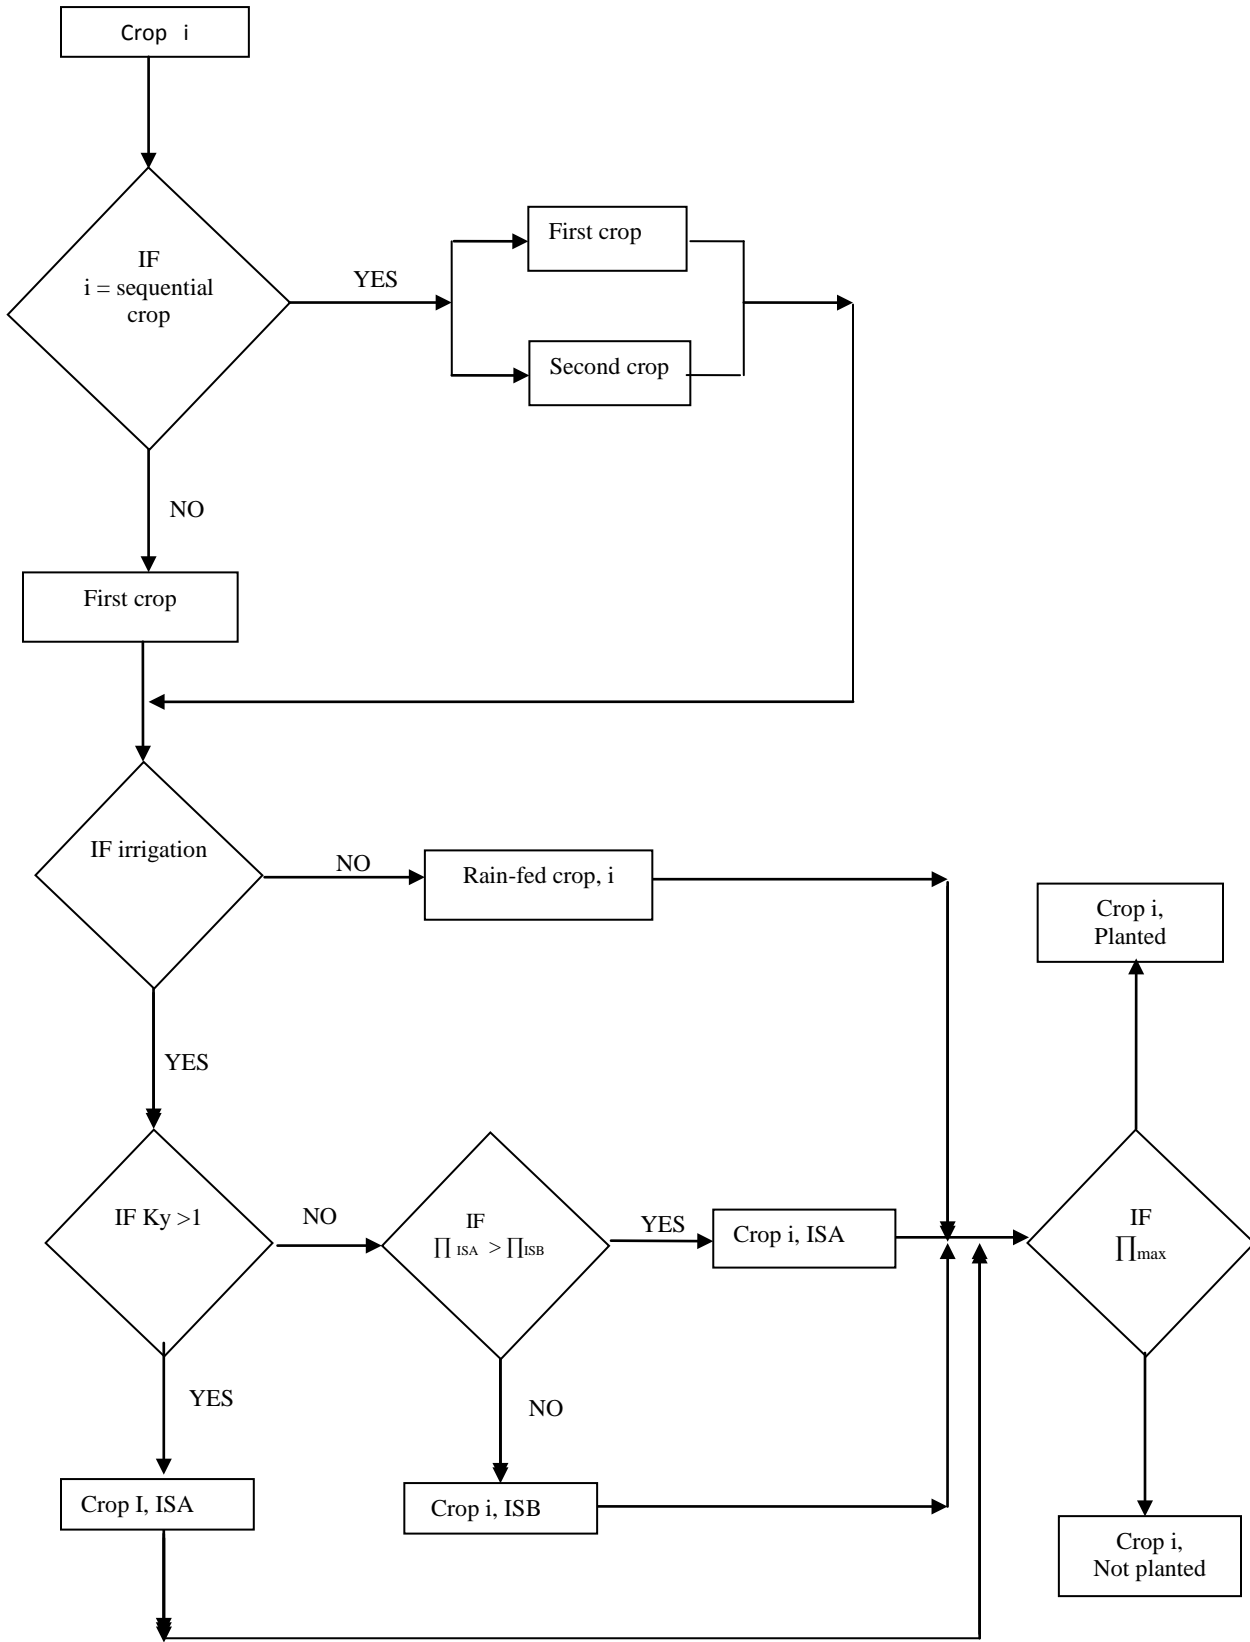 Crop i
IF
i = sequential
crop
YES
First crop
Second crop
NO
First crop
IF irrigation
NO
Rain-fed crop, i
Crop i,
Planted
YES
IF Ky >1
NO
IF
∏ ISA > ∏ISB
YES
Crop i, ISA
IF
∏max
YES
NO
Crop I, ISA
Crop i, ISB
Crop i,
Not planted